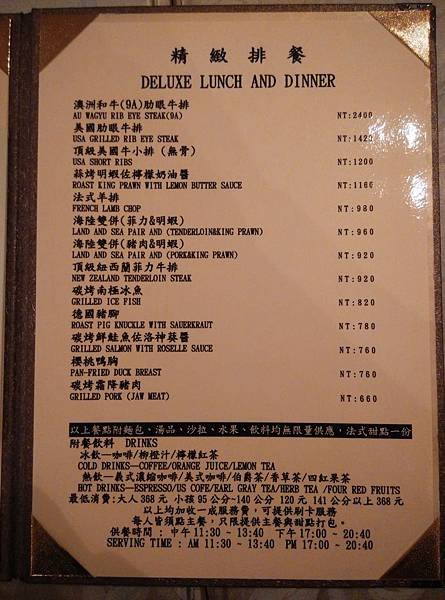 精緻排餐
DELUXE LUNCH AND DINNER
澳洲和牛(9A)肋眼牛排
AU WAGYU RIB EYE STEAK(9A) NT:2400
美國肋眼牛排
USA GRILLED RIB EYE STEAK NT:1420
頂級美國牛小排 (無骨)
USA SHORT RIBS NT:1200
蒜烤明蝦佐檸檬奶油醬
ROAST KING PRAWN WITH LEMON BUTTER SAUCE NT:1160
法式羊排
FRENCH LAMB CHOP NT:980
海陸雙併(菲力&明蝦)
LAND AND SEA PAIR AND (TENDERLOIN&KING PRAWN) NT:960
海陸雙併(豬肉&明蝦)
LAND AND SEA PAIR AND (PORK&KING PRAWN) NT:920
頂級紐西蘭菲力牛排
NEW ZEALAND TENDERLOIN STEAK NT:920
碳烤南極冰魚
GRILLED ICE FISH NT:820
德國豬腳
ROAST PIG KNUCKLE WITH SAUERKRAUT NT:780
碳烤鮮鮭魚佐洛神葵醬
GRILLED SALMON WITH ROSELLE SAUCE NT:760
櫻桃鴨胸
PAN-FRIED DUCK BREAST NT:760
碳烤霜降豬肉
GRILLED PORK (JAW MEAT) NT:660
以上餐點附麵包、湯品、沙拉、水果、飲料均無限量供應，法式甜點一份
附餐飲料 DRINKS
冰飲—咖啡/柳橙汁/檸檬紅茶
COLD DRINKS—COFFEE/ORANGE JUICE/LEMON TEA
熱飲—義式濃縮咖啡/美式咖啡/伯爵茶/香草茶/四紅果茶
HOT DRINKS—ESPRESSO/US COFE/EARL GRAY TEA/HERB TEA /FOUR RED FRUITS
最低消費:大人368元 小孩95公分~140公分 120元 141公分以上368元
以上均加收一成服務費，可提供刷卡服務
每人皆須點主餐，只限提供主餐與甜點打包。
供餐時間：中午11:30 ~ 13:40 下午17:00 ~ 20:40
SERVING TIME : AM 11:30 ~ 13:40 PM 17:00 ~ 20:40